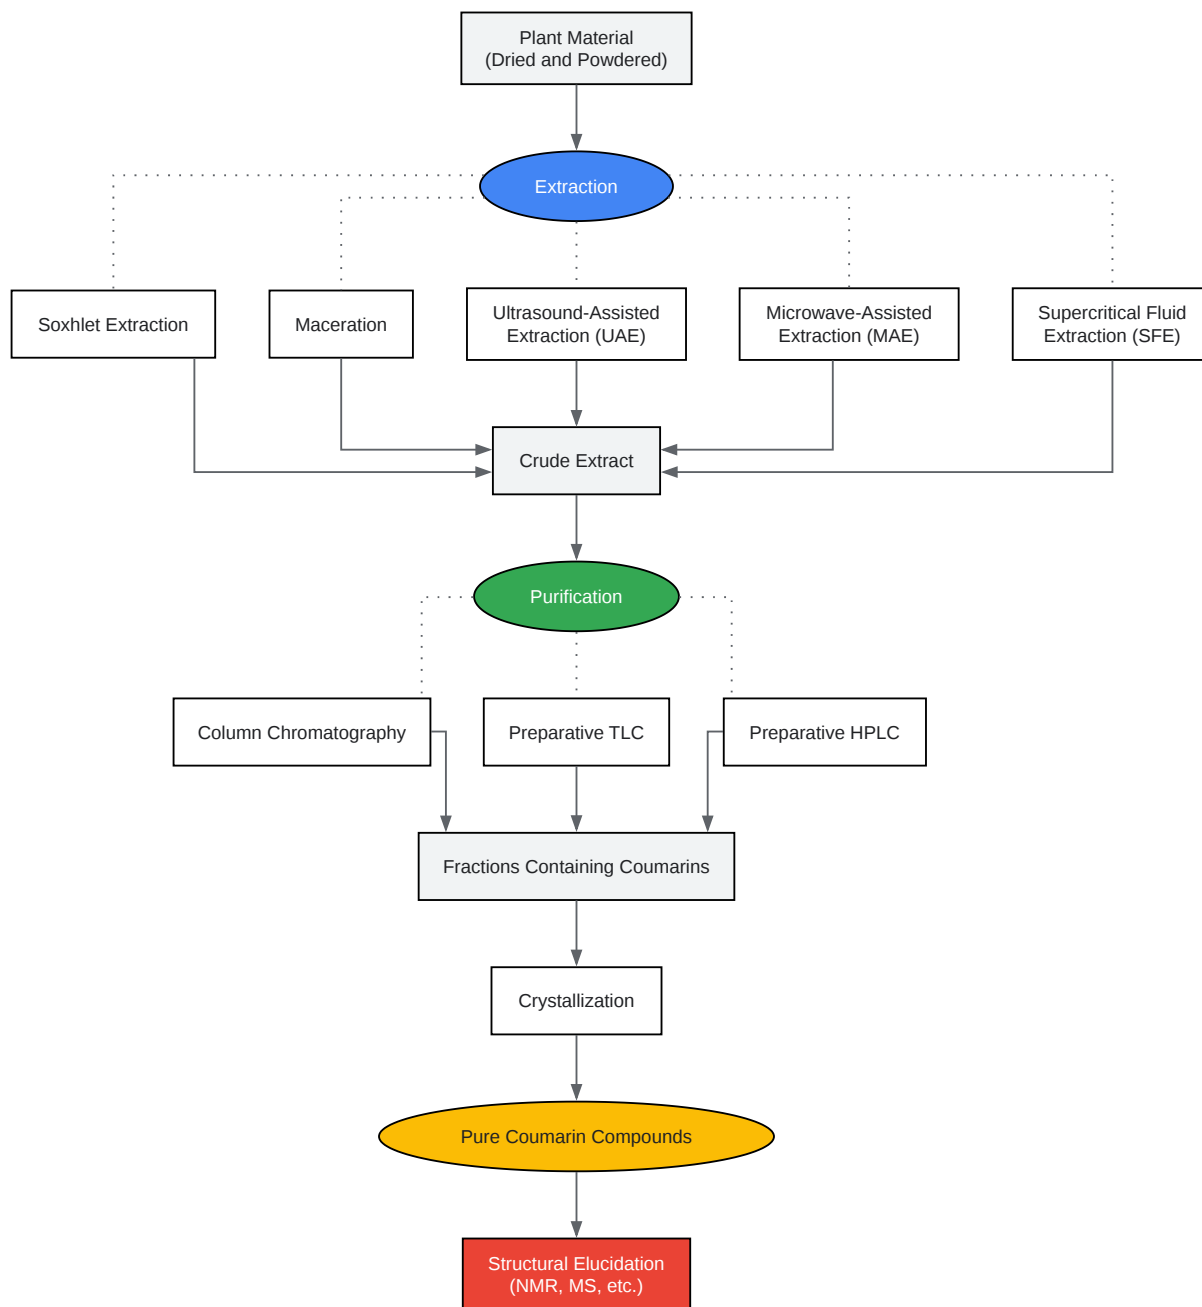 Plant Material
(Dried and Powdered)
Extraction
Soxhlet Extraction
Maceration
Ultrasound-Assisted
Extraction (UAE)
Microwave-Assisted
Extraction (MAE)
Supercritical Fluid
Extraction (SFE)
Crude Extract
Purification
Column Chromatography
Preparative TLC
Preparative HPLC
Fractions Containing Coumarins
Crystallization
Pure Coumarin Compounds
Structural Elucidation
(NMR, MS, etc.)